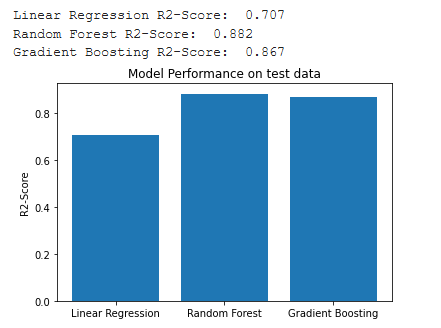 Linear Regression R2-Score:  0.707
Random Forest R2-Score:  0.882
Gradient Boosting R2-Score:  0.867
Model Performance on test data
R2-Score
0.8
0.6
0.4
0.2
0.0
Linear Regression
Random Forest
Gradient Boosting